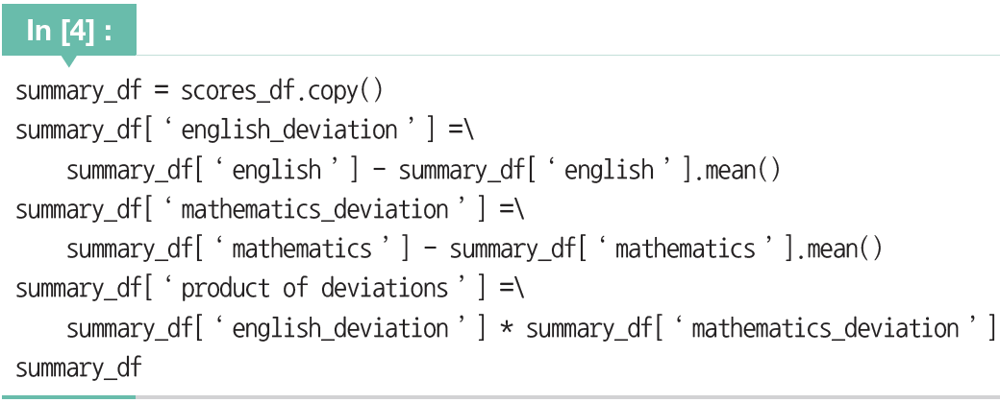 In [4] :
summary_df = scores_df.copy()
summary_df[ ‘ english_deviation ’ ] =\
summary_df[ ‘ english ’ ] - summary_df[ ‘ english ’ ].mean()
summary_df[ ‘ mathematics_deviation ’ ] =\
summary_df[ ‘ mathematics ’ ] - summary_df[ ‘ mathematics ’ ].mean()
summary_df[ ‘ product of deviations ’ ] =\
summary_df[ ‘ english_deviation ’ ] * summary_df[ ‘ mathematics_deviation ’ ]
summary_df